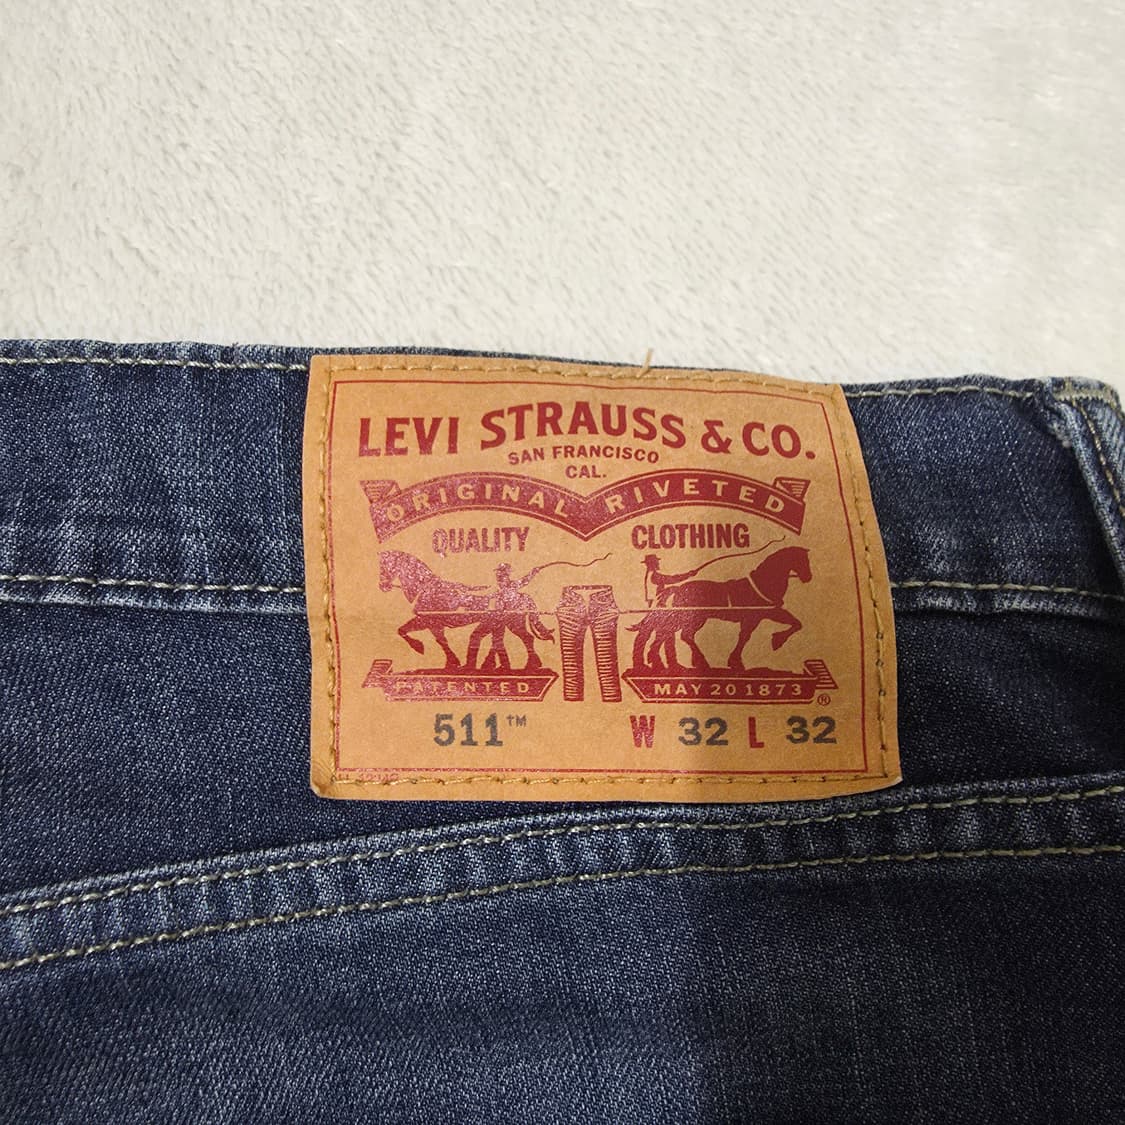 LEVI STRAUSS & CO.
SAN FRANCISCO
CAL.
ORIGINAL RIVETED
QUALITY CLOTHING
PATENTED MAY 20 1873 ®
511™ W 32 L 32